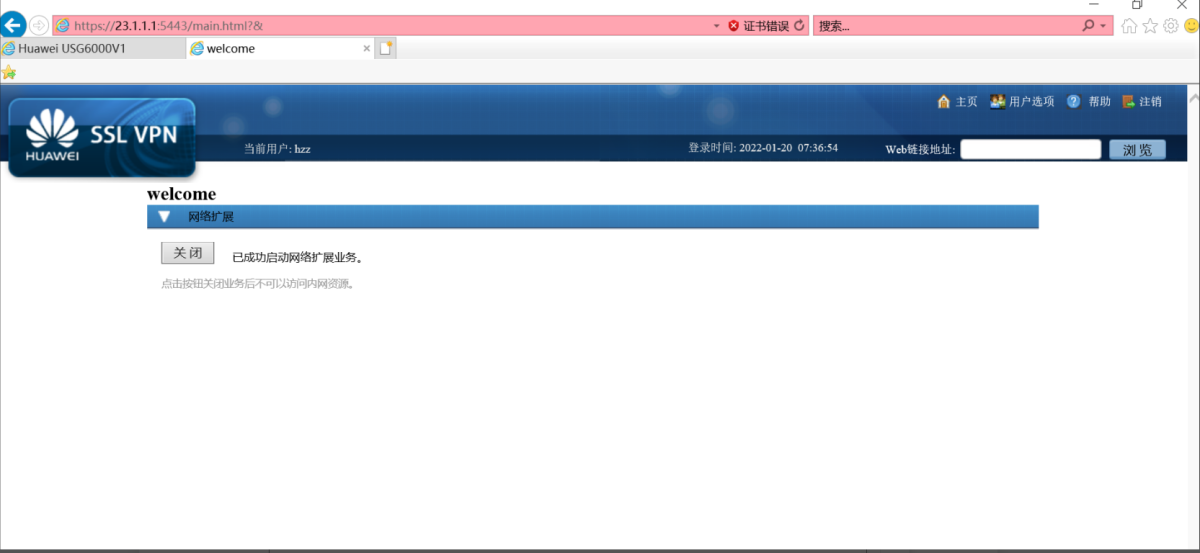 https://23.1.1.1:5443/main.html?& 证书错误 搜索...
Huawei USG6000V1 welcome
主页 用户选项 帮助 注销
SSL VPN
HUAWEI
当前用户: hzz 登录时间: 2022-01-20 07:36:54 Web链接地址: 浏览
welcome
网络扩展
关闭 已成功启动网络扩展业务。
点击按钮关闭业务后不可以访问内网资源。